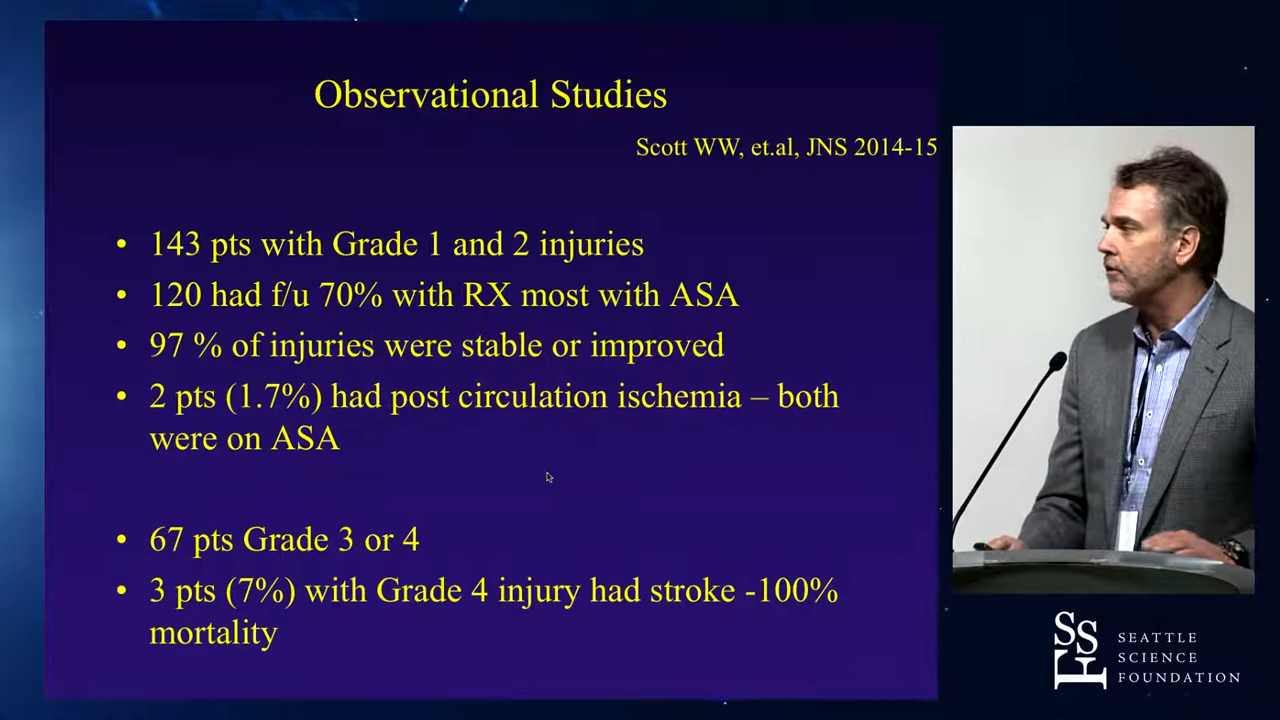 Observational Studies
Scott WW, et.al, JNS 2014-15
• 143 pts with Grade 1 and 2 injuries
• 120 had f/u 70% with RX most with ASA
• 97 % of injuries were stable or improved
• 2 pts (1.7%) had post circulation ischemia – both
were on ASA
• 67 pts Grade 3 or 4
• 3 pts (7%) with Grade 4 injury had stroke -100%
mortality
SSF
SEATTLE
SCIENCE
FOUNDATION